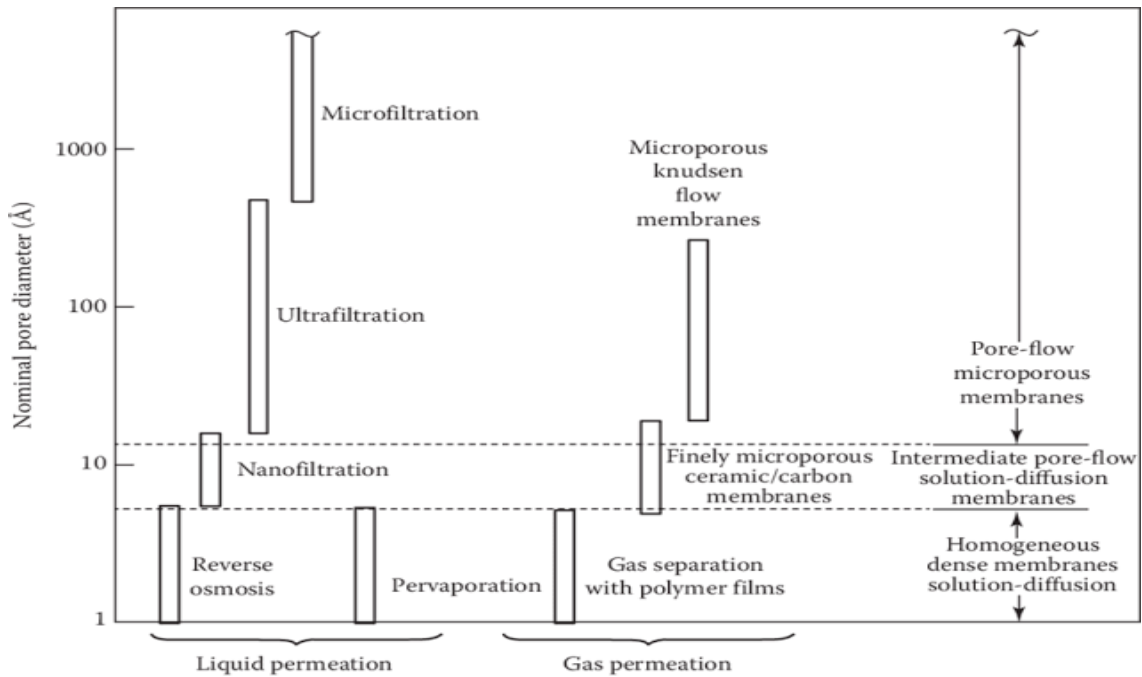 Nominal pore diameter (Å)
1000
100
10
1
Microfiltration
Ultrafiltration
Nanofiltration
Reverse
osmosis
Pervaporation
Liquid permeation
Microporous
knudsen
flow
membranes
Finely microporous
ceramic/carbon
membranes
Gas separation
with polymer films
Gas permeation
Pore-flow
microporous
membranes
Intermediate pore-flow
solution-diffusion
membranes
Homogeneous
dense membranes
solution-diffusion